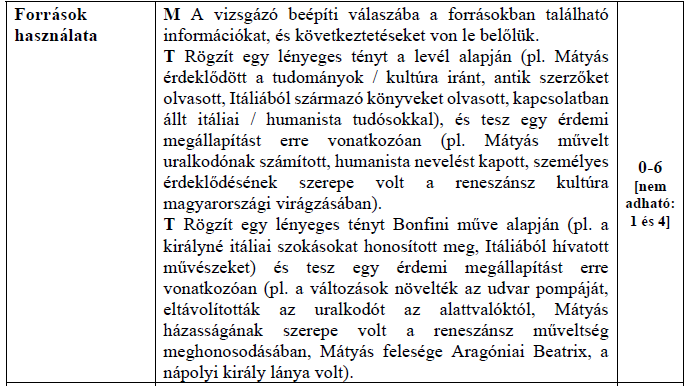 Források
használata
M A vizsgázó beépíti válaszába a forrásokban található
információkat, és következtetéseket von le belőlük.
T Rögzít egy lényeges tényt a levél alapján (pl. Mátyás
érdeklődött a tudományok / kultúra iránt, antik szerzőket
olvasott, Itáliából származó könyveket olvasott, kapcsolatban
állt itáliai / humanista tudósokkal), és tesz egy érdemi
megállapítást erre vonatkozóan (pl. Mátyás művelt
uralkodónak számított, humanista nevelést kapott, személyes
érdeklődésének szerepe volt a reneszánsz kultúra
magyarországi virágzásában).
T Rögzít egy lényeges tényt Bonfini műve alapján (pl. a
királyné itáliai szokásokat honosított meg, Itáliából hívatott
művészeket) és tesz egy érdemi megállapítást erre
vonatkozóan (pl. a változások növelték az udvar pompáját,
eltávolították az uralkodót az alattvalóktól, Mátyás
házasságának szerepe volt a reneszánsz műveltség
meghonosodásában, Mátyás felesége Aragóniai Beatrix, a
nápolyi király lánya volt).
0-6
[nem
adható:
1 és 4]